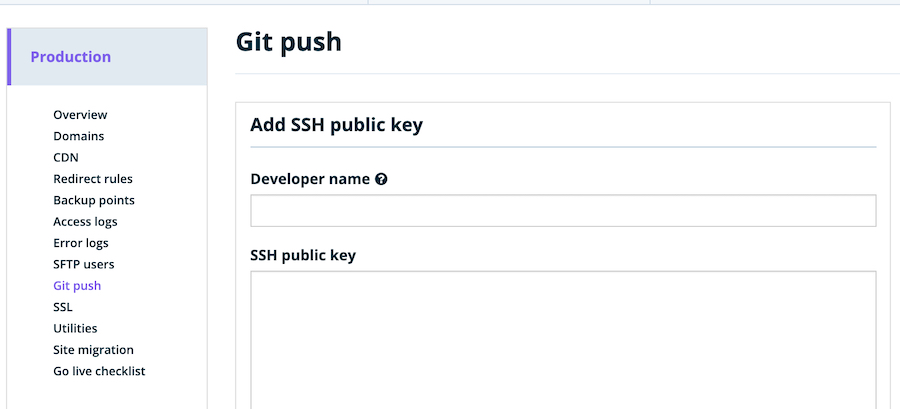 Git push
Production
Overview
Domains
CDN
Redirect rules
Backup points
Access logs
Error logs
SFTP users
Git push
SSL
Utilities
Site migration
Go live checklist
Add SSH public key
Developer name ?
SSH public key